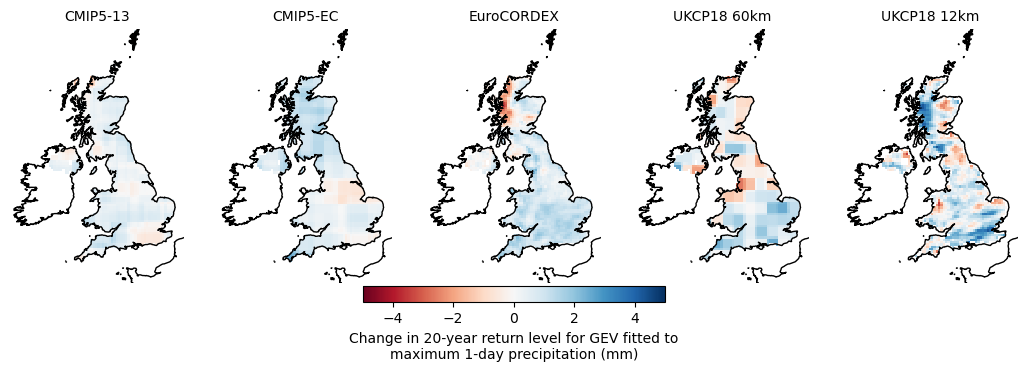 CMIP5-13
CMIP5-EC
EuroCORDEX
UKCP18 60km
UKCP18 12km
−4
−2
0
2
4
Change in 20-year return level for GEV fitted to
maximum 1-day precipitation (mm)